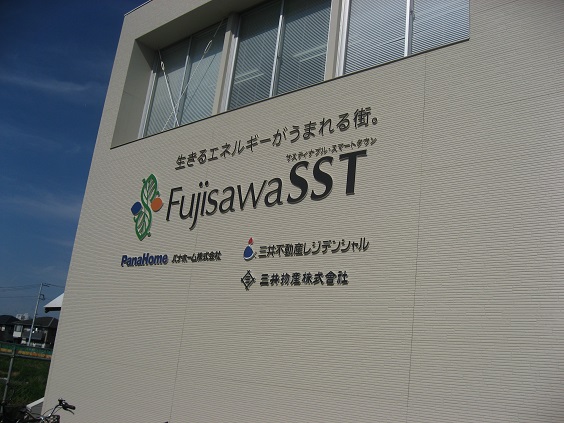 生きるエネルギーがうまれる街。
サスティナブル・スマートタウン
FujisawaSST
PanaHome パナホーム株式会社
三井不動産レジデンシャル
三井物産株式会社